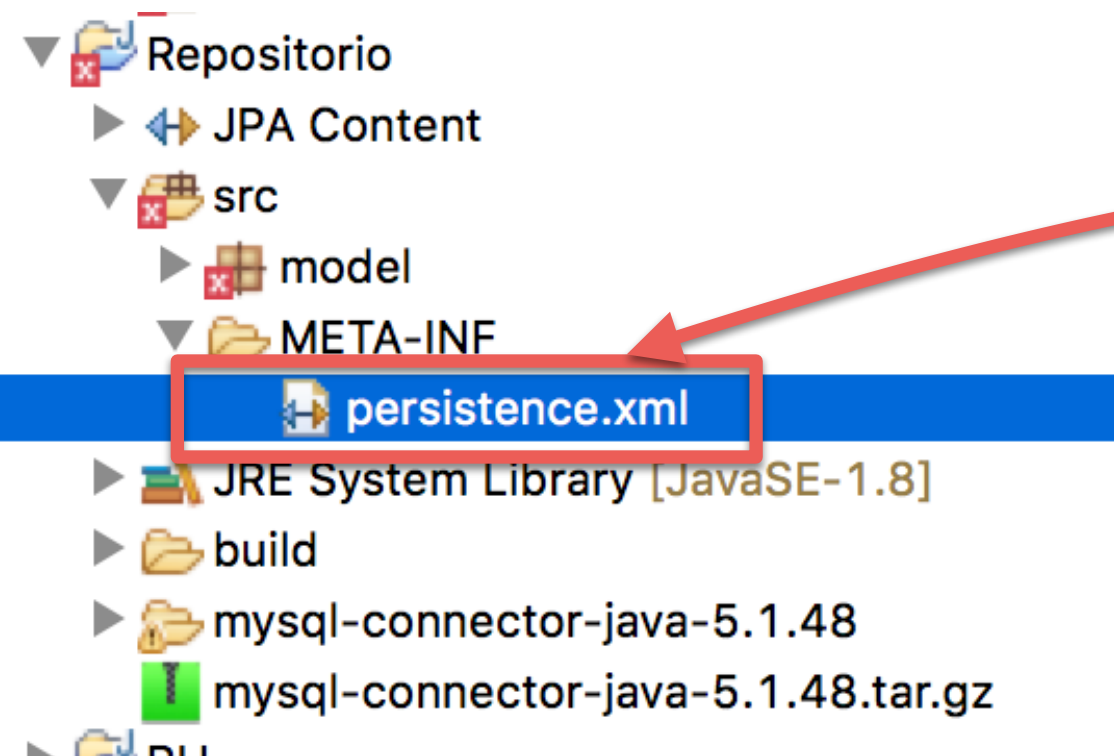 Repositorio
JPA Content
src
model
META-INF
persistence.xml
JRE System Library [JavaSE-1.8]
build
mysql-connector-java-5.1.48
mysql-connector-java-5.1.48.tar.gz